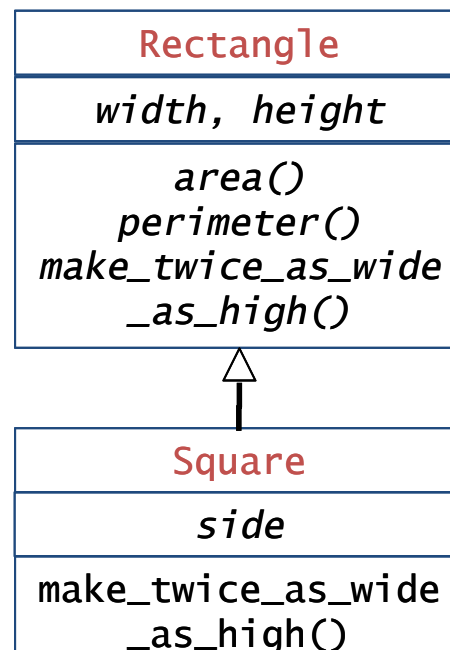 Rectangle
width, height
area()
perimeter()
make_twice_as_wide
_as_high()
Square
side
make_twice_as_wide
_as_high()